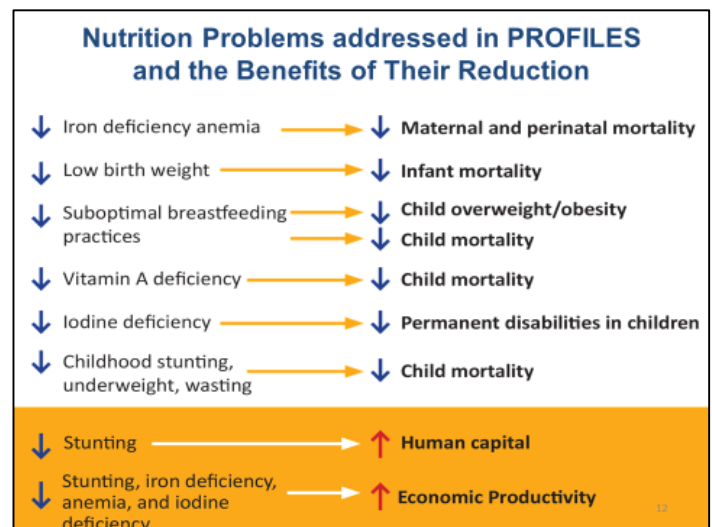 Nutrition Problems addressed in PROFILES
and the Benefits of Their Reduction
Iron deficiency anemia
Maternal and perinatal mortality
Low birth weight
Infant mortality
Suboptimal breastfeeding
practices
Child overweight/obesity
Child mortality
Vitamin A deficiency
Child mortality
Iodine deficiency
Permanent disabilities in children
Childhood stunting,
underweight, wasting
Child mortality
Stunting
Human capital
Stunting, iron deficiency,
anemia, and iodine
deficiency
Economic Productivity
12